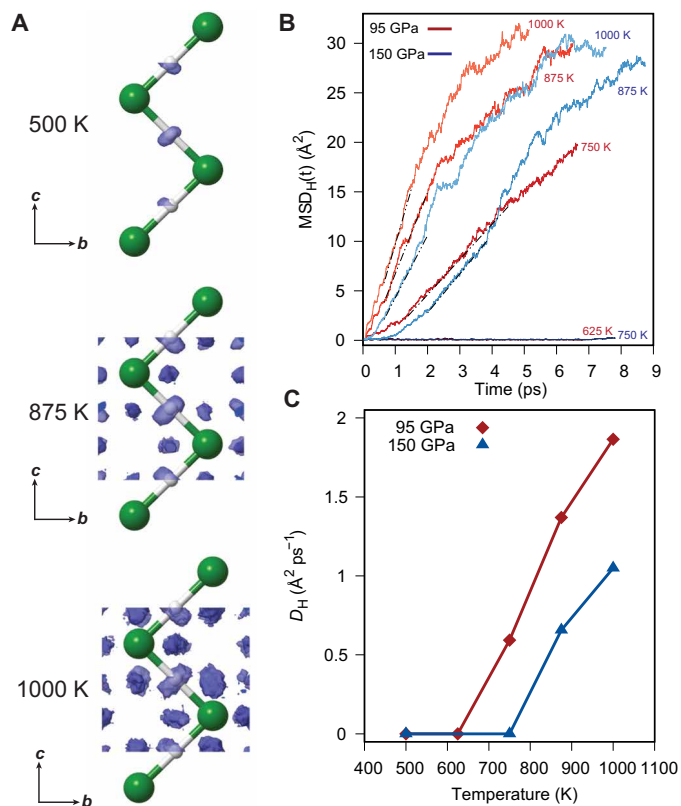 A
500 K
c
b
875 K
c
b
1000 K
c
b
B
95 GPa
150 GPa
1000 K
1000 K
875 K
875 K
750 K
625 K
750 K
MSD_H(t) (Å²)
30
25
20
15
10
5
0
0 1 2 3 4 5 6 7 8 9
Time (ps)
C
95 GPa
150 GPa
D_H (Å² ps⁻¹)
2
1.5
1
0.5
0
400 500 600 700 800 900 1000 1100
Temperature (K)